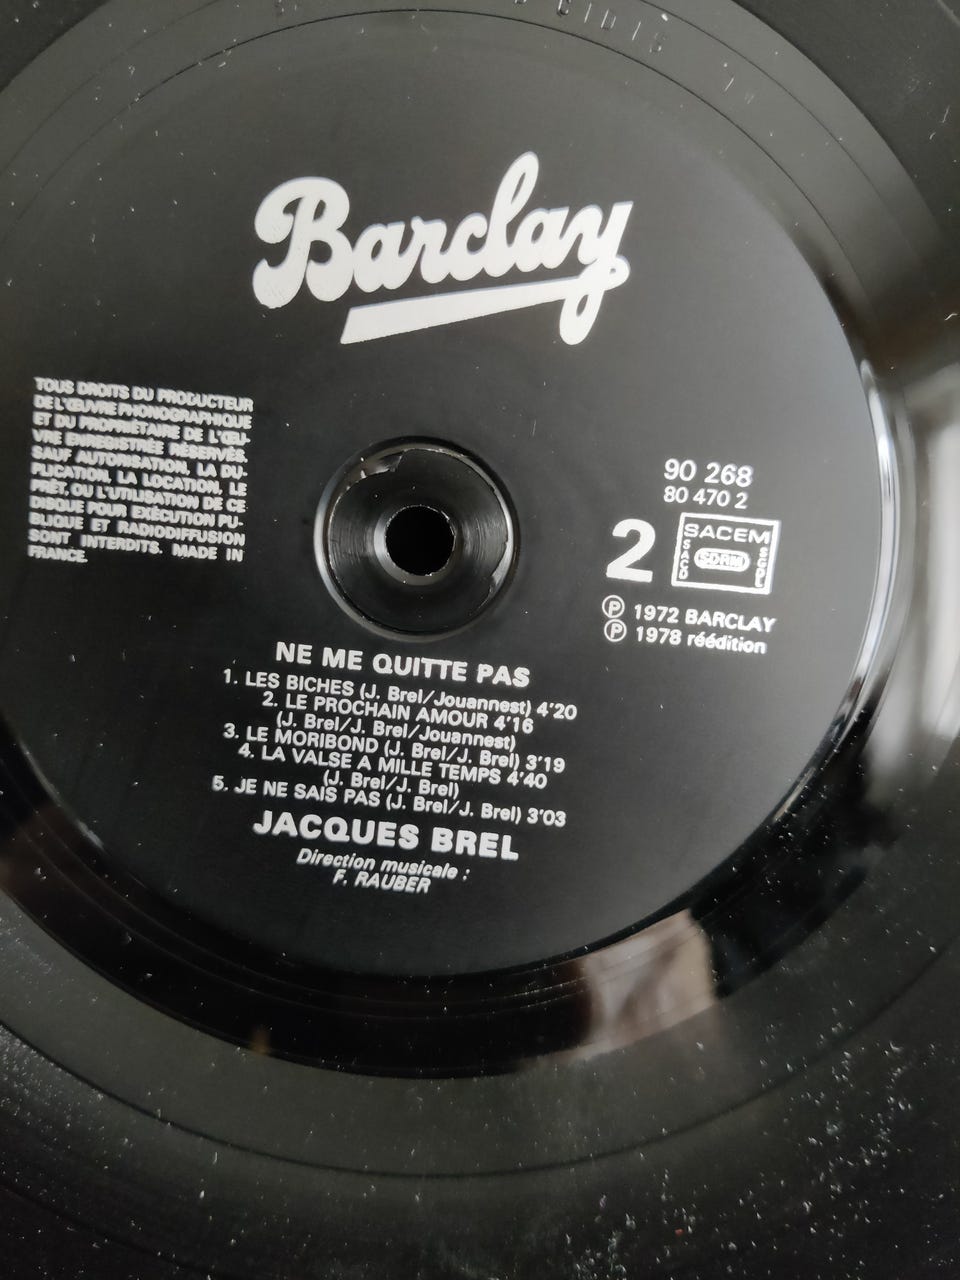 Barclay
TOUS DROITS DU PRODUCTEUR
DE L'ŒUVRE PHONOGRAPHIQUE
ET DU PROPRIÉTAIRE DE L'ŒU-
VRE ENREGISTRÉE RÉSERVÉS.
SAUF AUTORISATION, LA DU-
PLICATION, LA LOCATION, LE
PRÊT, OU L'UTILISATION DE CE
DISQUE POUR EXÉCUTION PU-
BLIQUE ET RADIODIFFUSION
SONT INTERDITS. MADE IN
FRANCE.
90 268
80 470 2
2
SACEM
SACD
SDRM
SGDL
Ⓟ 1972 BARCLAY
Ⓟ 1978 réédition
NE ME QUITTE PAS
1. LES BICHES (J. Brel/Jouannest) 4'20
2. LE PROCHAIN AMOUR 4'16
(J. Brel/J. Brel/Jouannest)
3. LE MORIBOND (J. Brel/J. Brel) 3'19
4. LA VALSE A MILLE TEMPS 4'40
(J. Brel/J. Brel)
5. JE NE SAIS PAS (J. Brel/J. Brel) 3'03
JACQUES BREL
Direction musicale :
F. RAUBER